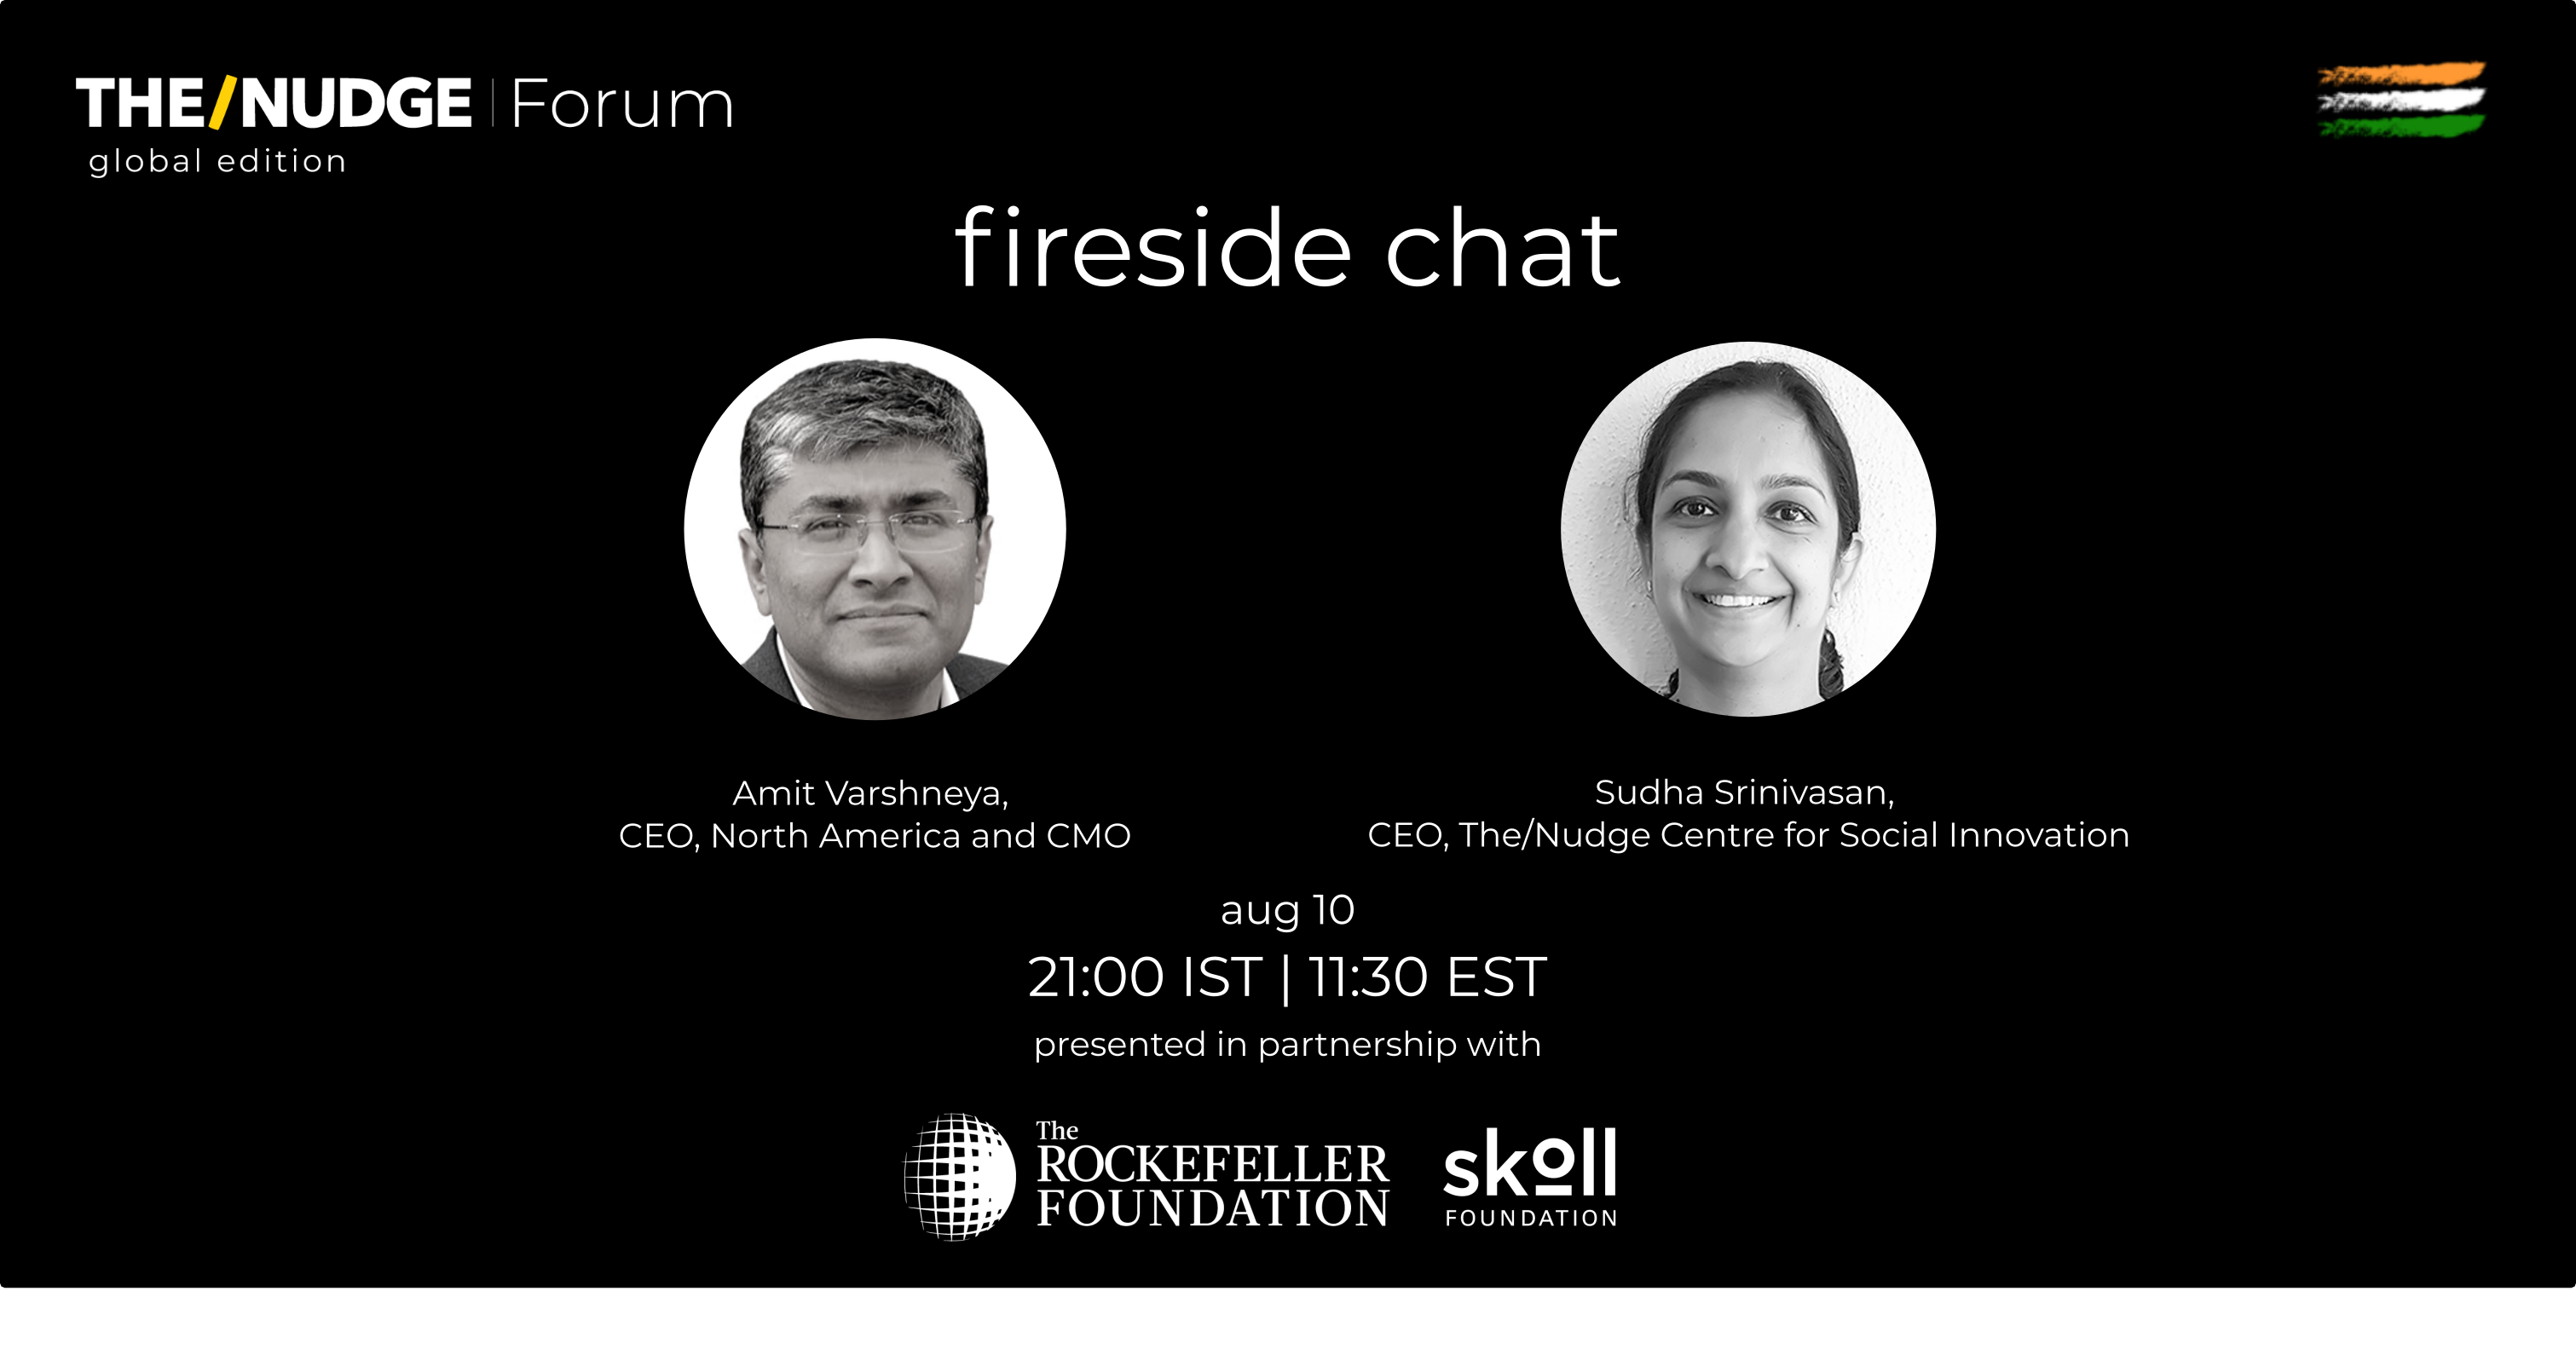 THE/NUDGE | Forum
global edition
fireside chat
Amit Varshneya,
CEO, North America and CMO
Sudha Srinivasan,
CEO, The/Nudge Centre for Social Innovation
aug 10
21:00 IST | 11:30 EST
presented in partnership with
The
ROCKEFELLER
FOUNDATION
skoll
FOUNDATION